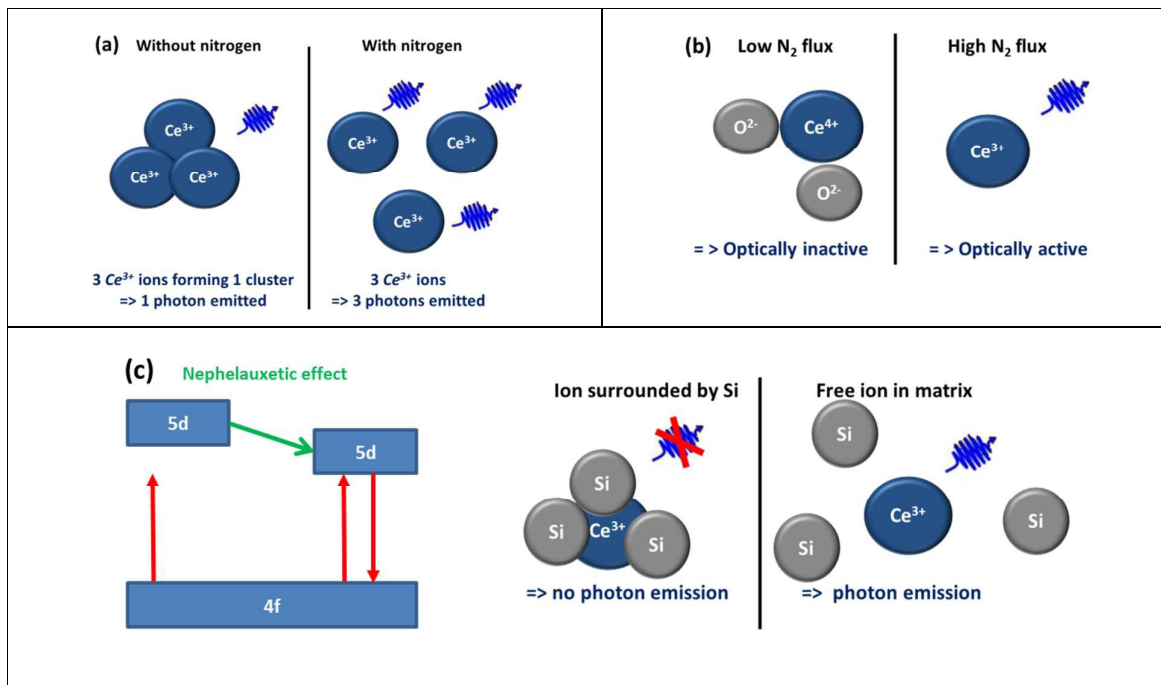 (a)
Without nitrogen
With nitrogen
Ce³⁺
Ce³⁺
Ce³⁺
Ce³⁺
Ce³⁺
Ce³⁺
3 Ce³⁺ ions forming 1 cluster
=> 1 photon emitted
3 Ce³⁺ ions
=> 3 photons emitted
(b)
Low N₂ flux
High N₂ flux
O²⁻
Ce⁴⁺
O²⁻
Ce³⁺
= > Optically inactive
= > Optically active
(c)
Nephelauxetic effect
5d
5d
4f
Ion surrounded by Si
Free ion in matrix
Si
Si
Ce³⁺
Si
Si
Ce³⁺
Si
Si
=> no photon emission
=> photon emission